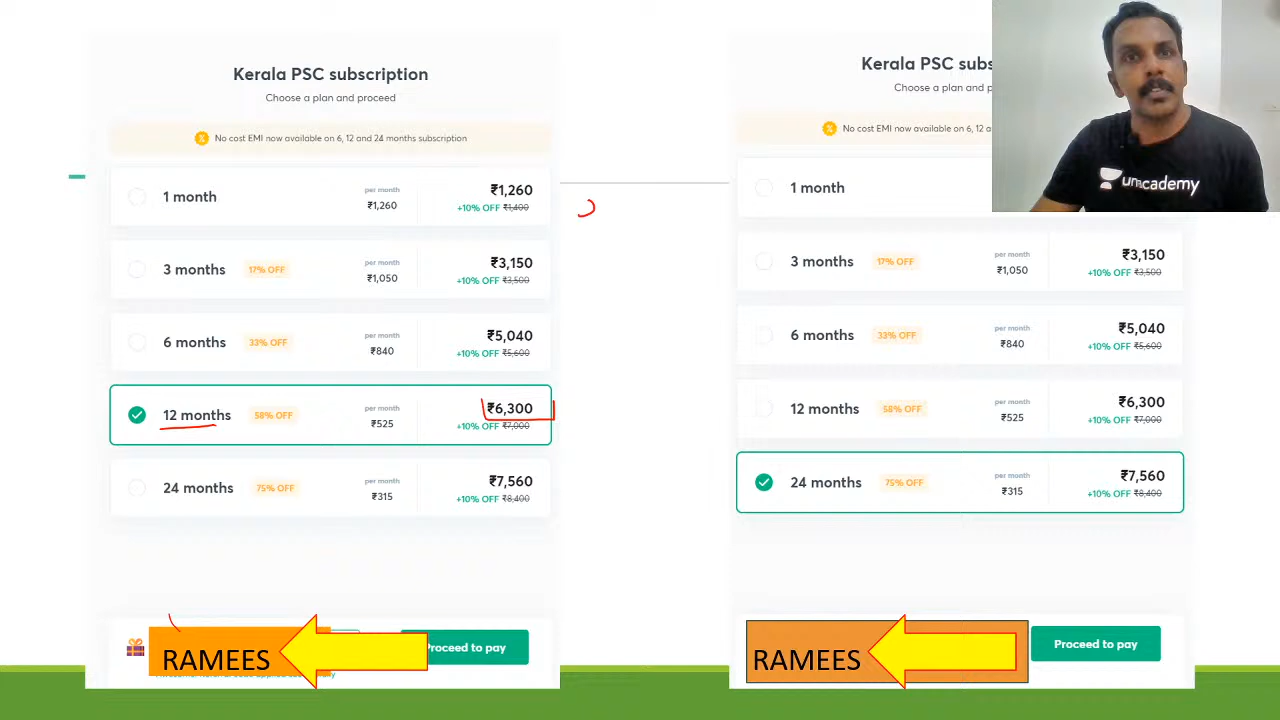 Kerala PSC subscription
Choose a plan and proceed
No cost EMI now available on 6, 12 and 24 months subscription
1 month
per month
₹1,260
₹1,260
+10% OFF ₹1,400
3 months 17% OFF
per month
₹1,050
₹3,150
+10% OFF ₹3,500
6 months 33% OFF
per month
₹840
₹5,040
+10% OFF ₹5,600
12 months 58% OFF
per month
₹525
₹6,300
+10% OFF ₹7,000
24 months 75% OFF
per month
₹315
₹7,560
+10% OFF ₹8,400
RAMEES
Proceed to pay
Kerala PSC subs
Choose a plan and p
No cost EMI now available on 6, 12 a
1 month
3 months 17% OFF
per month
₹1,050
₹3,150
+10% OFF ₹3,500
6 months 33% OFF
per month
₹840
₹5,040
+10% OFF ₹5,600
12 months 58% OFF
per month
₹525
₹6,300
+10% OFF ₹7,000
24 months 75% OFF
per month
₹315
₹7,560
+10% OFF ₹8,400
RAMEES
Proceed to pay
unacademy